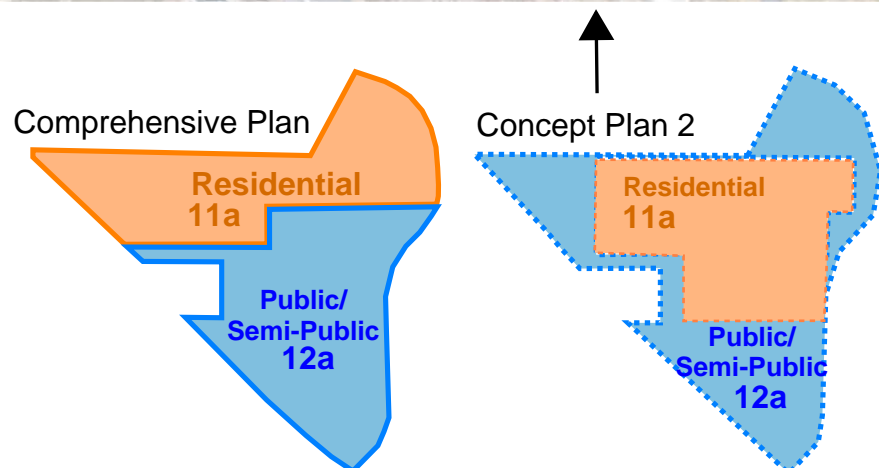 Comprehensive Plan
Residential
11a
Public/
Semi-Public
12a
Concept Plan 2
Residential
11a
Public/
Semi-Public
12a